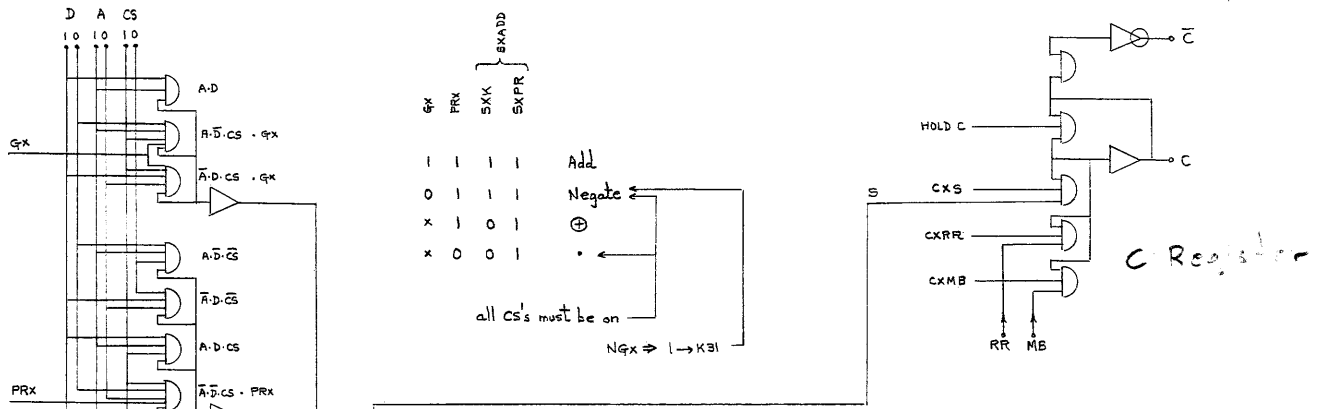 D A CS
1 0 1 0 1 0
A.D
A.D̅.CS . GX
GX
A̅.D.CS . GX
A.D̅.C̅S̅
A̅.D.C̅S̅
A.D.CS
PRX
A̅.D̅.CS . PRX
SXADD
GX PRX SXK SXPR
1 1 1 1 Add
0 1 1 1 Negate
x 1 0 1 ⊕
x 0 0 1 •
all CS's must be on
NGX ⇒ 1 → K31
C̅
HOLD C
C
S
CXS
CXRR
CXMB
RR MB
C Register